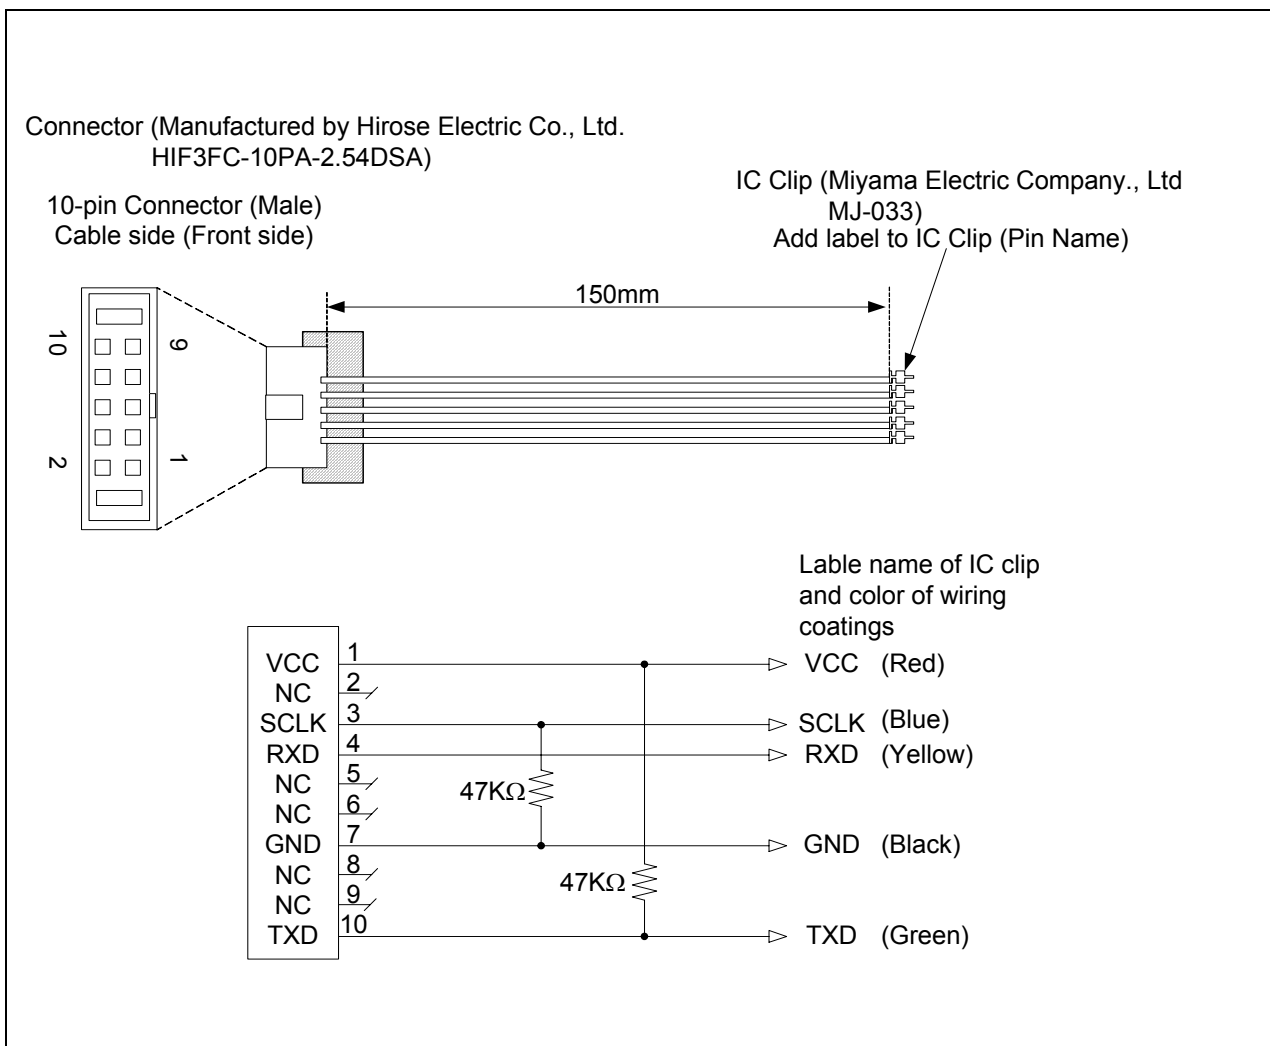 Connector (Manufactured by Hirose Electric Co., Ltd.
HIF3FC-10PA-2.54DSA)
IC Clip (Miyama Electric Company., Ltd
MJ-033)
10-pin Connector (Male)
Cable side (Front side)
Add label to IC Clip (Pin Name)
150mm
10
9
2
1
Lable name of IC clip
and color of wiring
coatings
VCC 1 VCC (Red)
NC 2
SCLK 3 SCLK (Blue)
RXD 4 RXD (Yellow)
NC 5
47KΩ
NC 6
GND 7 GND (Black)
NC 8
47KΩ
NC 9
TXD 10 TXD (Green)